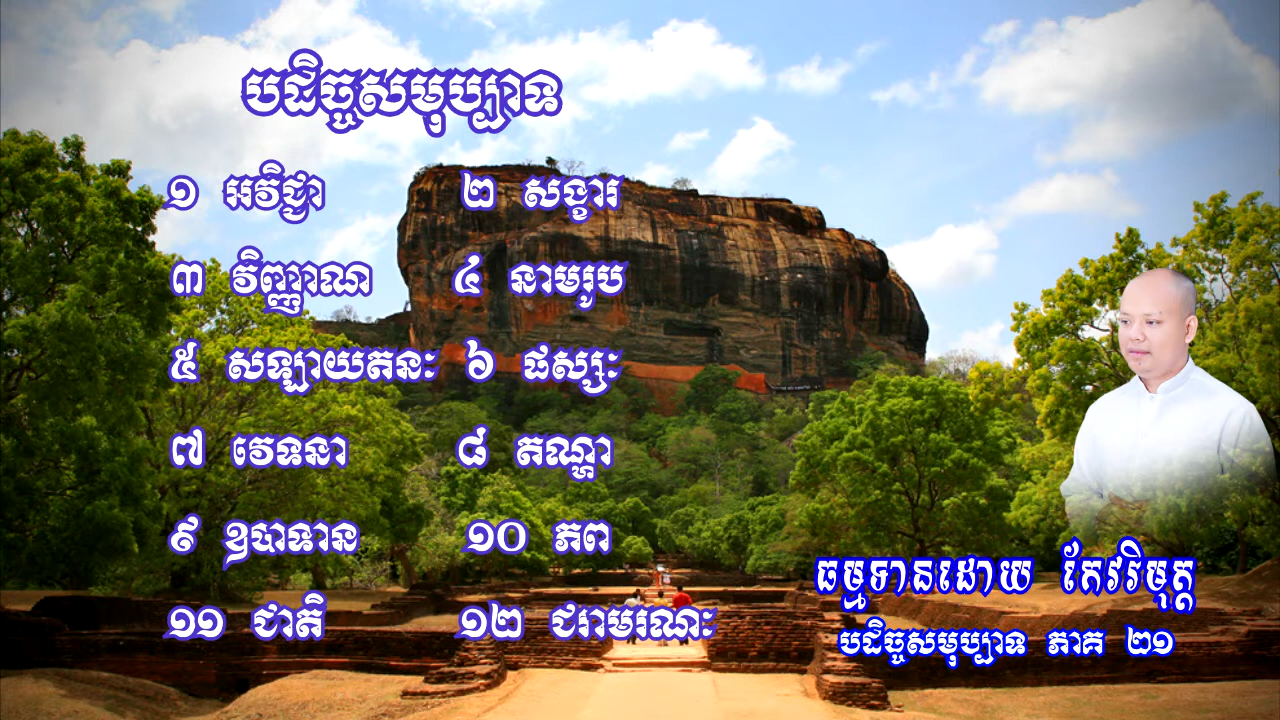 បដិច្ចសមុប្បាទ
១ អវិជ្ជា ២ សង្ខារ
៣ វិញ្ញាណ ៤ នាមរូប
៥ សឡាយតនៈ ៦ ផស្សៈ
៧ វេទនា ៨ តណ្ហា
៩ ឧបាទាន ១០ ភព
១១ ជាតិ ១២ ជរាមរណៈ
ធម្មទានដោយ កែវវិមុត្ត
បដិច្ចសមុប្បាទ ភាគ ២១